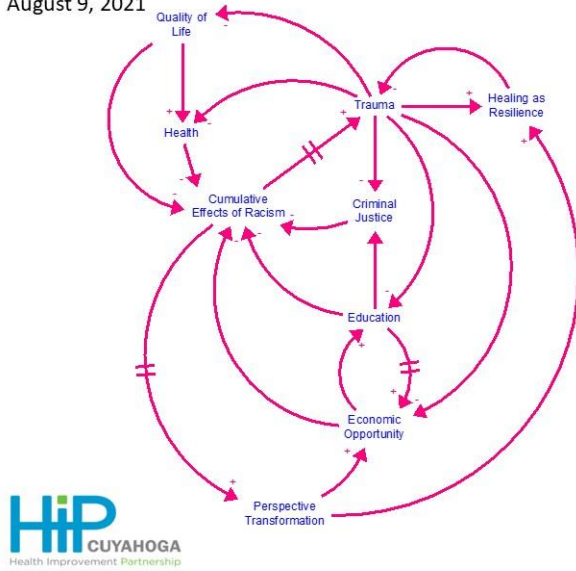 August 9, 2021
Quality of
Life
Trauma
Healing as
Resilience
Health
Cumulative
Effects of Racism
Criminal
Justice
Education
Economic
Opportunity
Perspective
Transformation
HiP
CUYAHOGA
Health Improvement Partnership